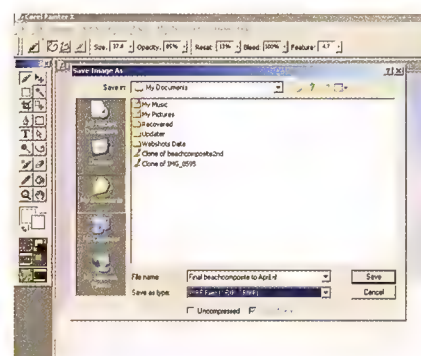 Corel Painter X
Size: 37.4 Opacity: 85% Resat: 13% Bleed: 100% Feature: 4.7
Save Image As
Save in: My Documents
My Music
My Pictures
Recovered
Updater
Webshots Data
Clone of beachcomposite2nd
Clone of IMG_0595
File name:
Final beachcomposite to April
Save
Save as type:
Cancel
Uncompressed